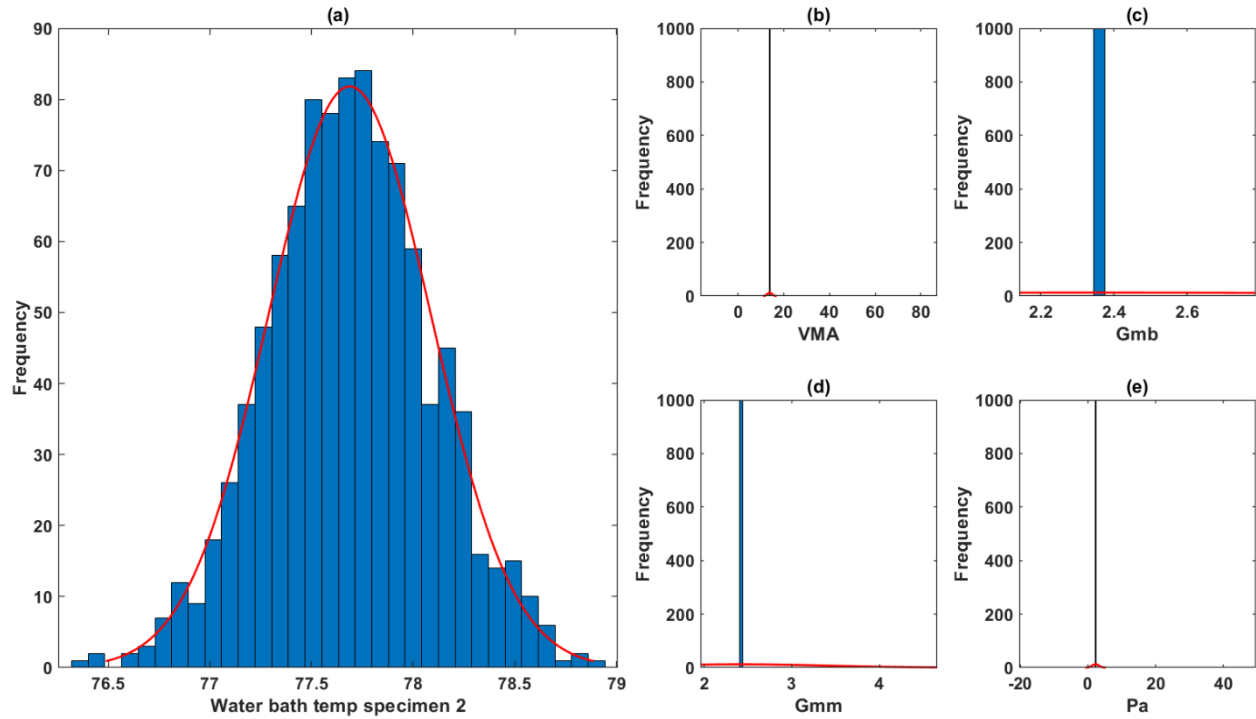 (a)
90
80
70
60
50
40
30
20
10
0
Frequency
76.5 77 77.5 78 78.5 79
Water bath temp specimen 2
(b)
1000
800
600
400
200
0
Frequency
0 20 40 60 80
VMA
(c)
1000
800
600
400
200
0
Frequency
2.2 2.4 2.6
Gmb
(d)
1000
800
600
400
200
0
Frequency
2 3 4
Gmm
(e)
1000
800
600
400
200
0
Frequency
-20 0 20 40
Pa